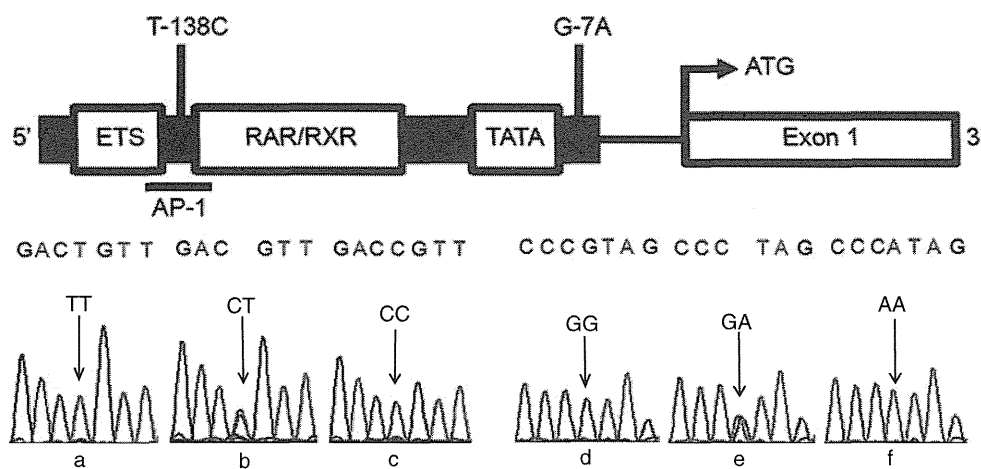 T-138C G-7A
ATG
5' ETS RAR/RXR TATA Exon 1 3
AP-1
GACTGTT GAC GTT GACCGTT CCCGTAG CCC TAG CCCATAG
TT CT CC GG GA AA
a b c d e f